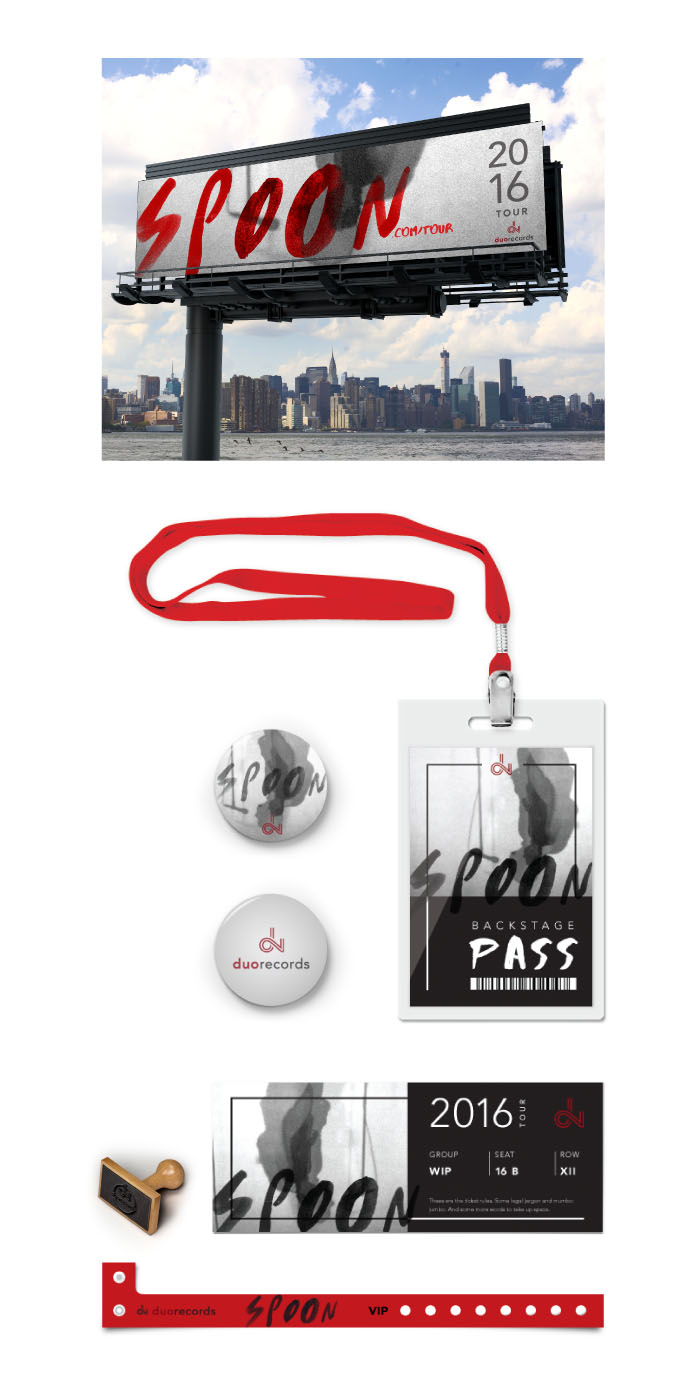 SPOON
.COM/TOUR
20
16
TOUR
duorecords
SPOON
duorecords
SPOON
BACKSTAGE
PASS
2016
TOUR
GROUP
SEAT
ROW
WIP
16 B
XII
These are the ticket rules. Some legal jargon and mumbo
jumbo. And some more words to take up space.
SPOON
duorecords
SPOON
VIP